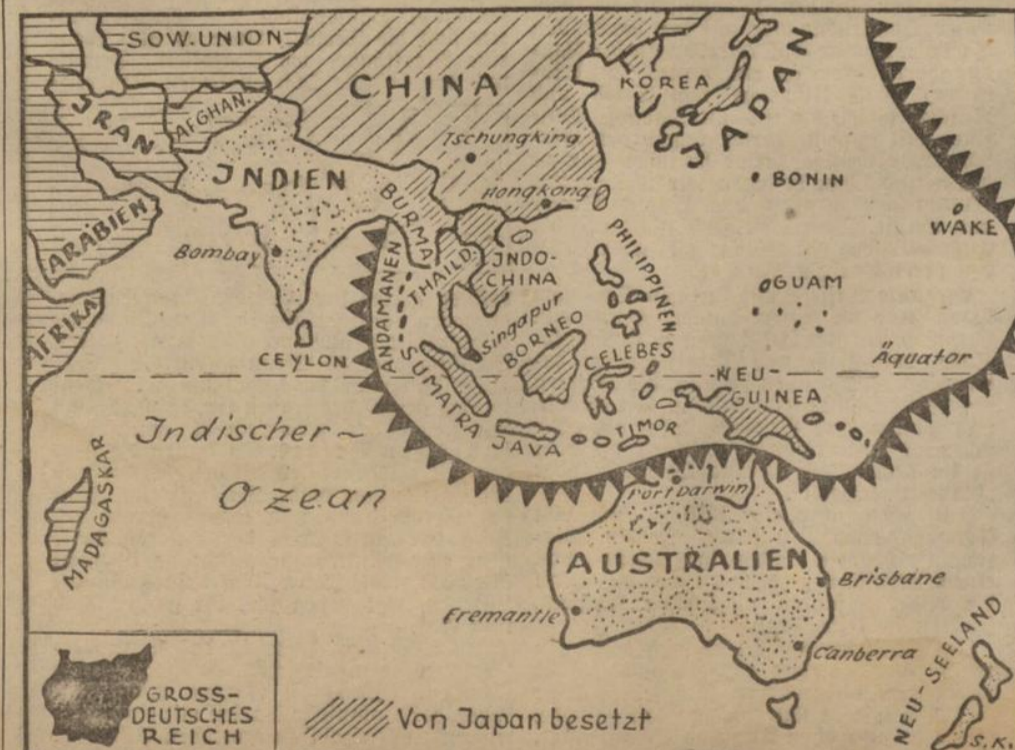 SOW.UNION
CHINA
KOREA
JAPAN
IRAN
AFGHAN.
Tschungking
JNDIEN
BONIN
Hongkong
BURMA
ARABIEN
WAKE
Bombay
ANDAMANEN
THAILD.
JNDO-
CHINA
PHILIPPINEN
GUAM
AFRIKA
Singapur
CEYLON
BORNEO
CELEBES
Äquator
SUMATRA
NEU-
GUINEA
Indischer-
Ozean
JAVA
TIMOR
MADAGASKAR
Port Darwin
AUSTRALIEN
Brisbane
Fremantle
Canberra
NEU-SEELAND
GROSS-
DEUTSCHES
REICH
Von Japan besetzt
S.K.